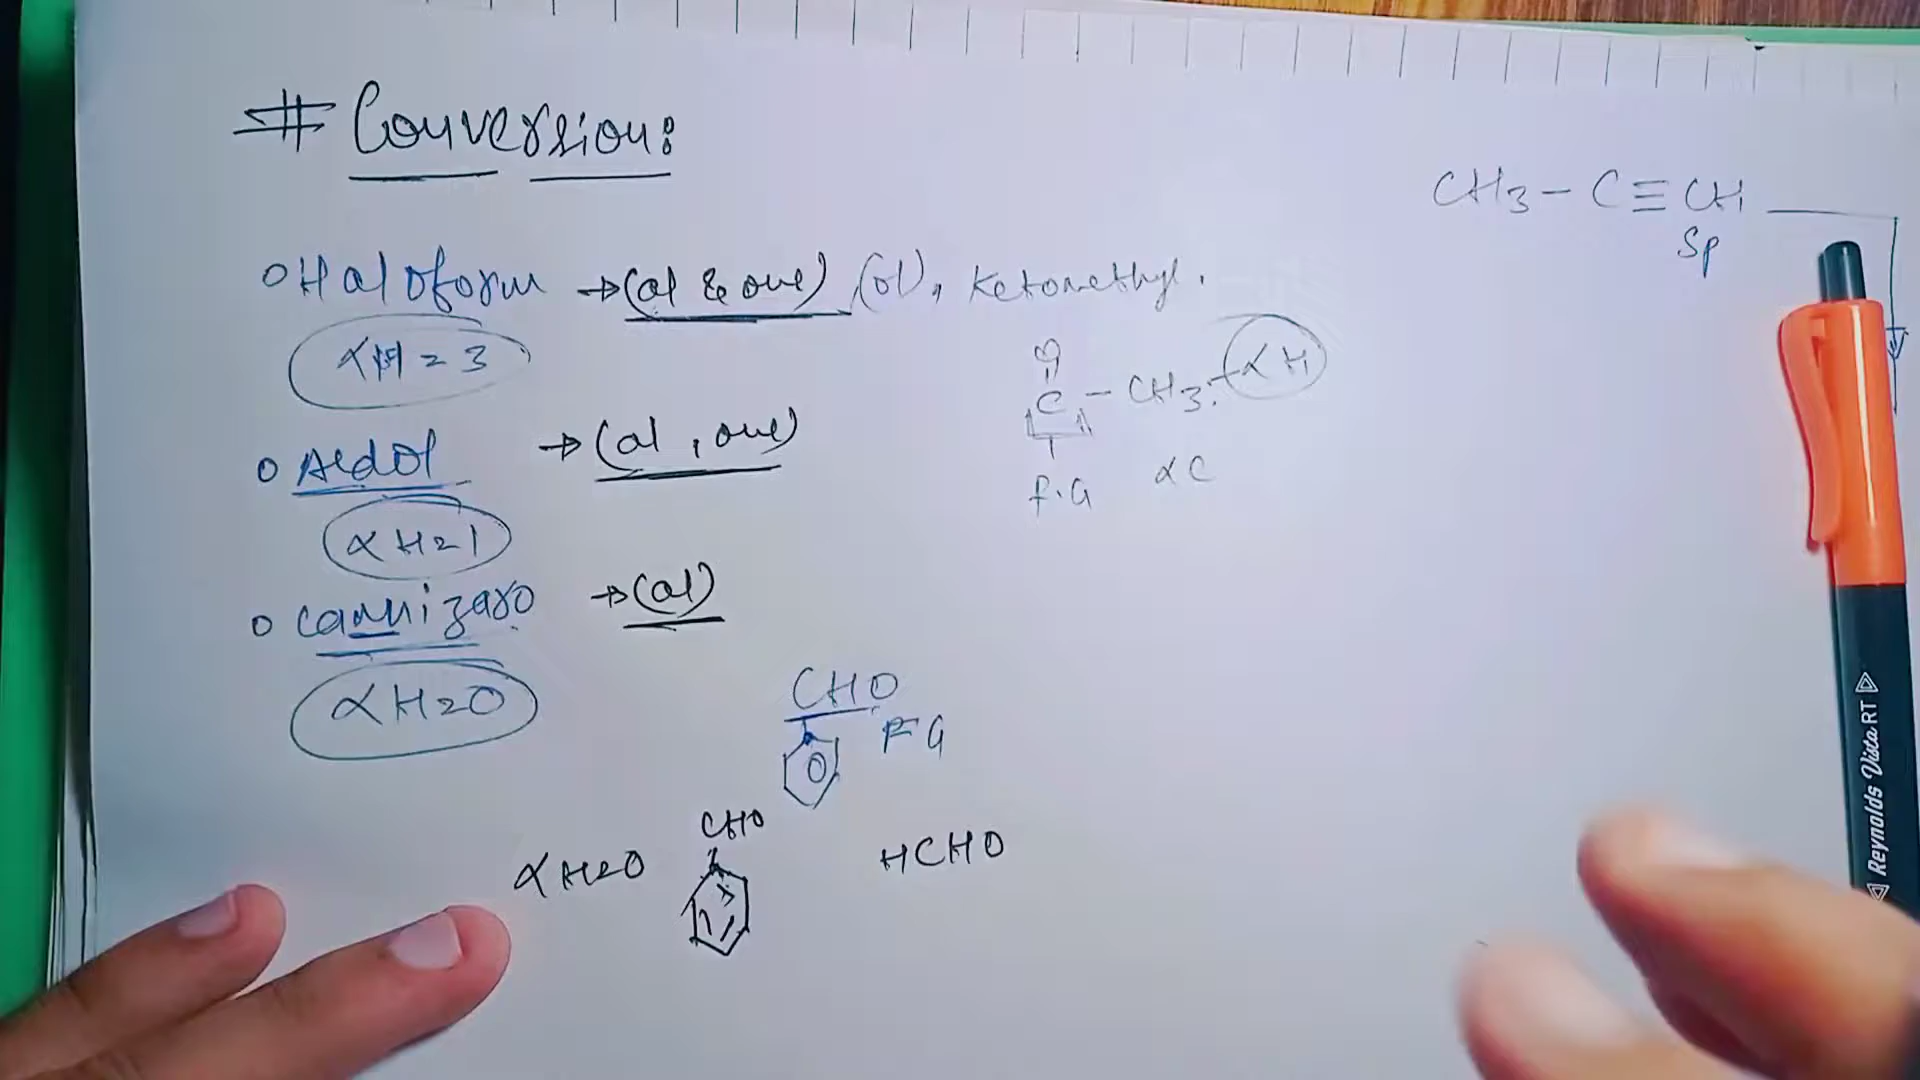 # Conversion:
CH3 - C ≡ CH
Sp
o Haloform → (al & one) (ol), Ketomethyl.
αH = 3
O
C - CH3. αH
F.G αC
o Aldol → (al, one)
αH=1
o Cannizaro → (al)
αH=0
CHO
FG
CHO
αH=0
HCHO
Reynolds Vista RT